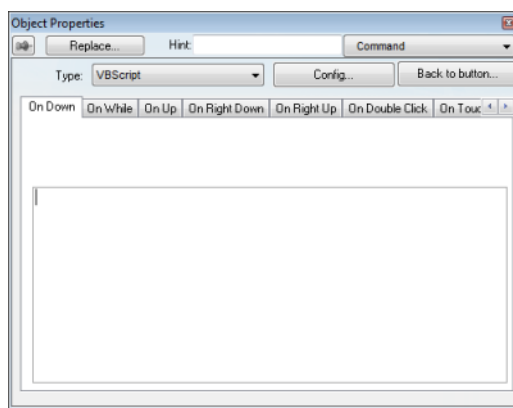 Object Properties
Replace... Hint: Command
Type: VBScript Config... Back to button...
On Down On While On Up On Right Down On Right Up On Double Click On Touc